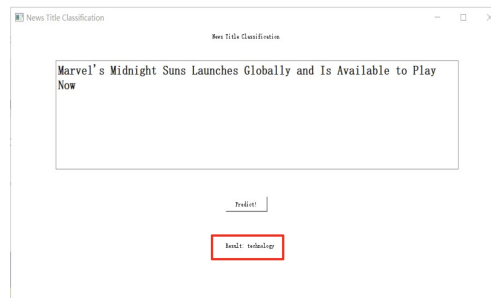 News Title Classification
News Title Classification
Marvel's Midnight Suns Launches Globally and Is Available to Play
Now
Predict!
Result: technology